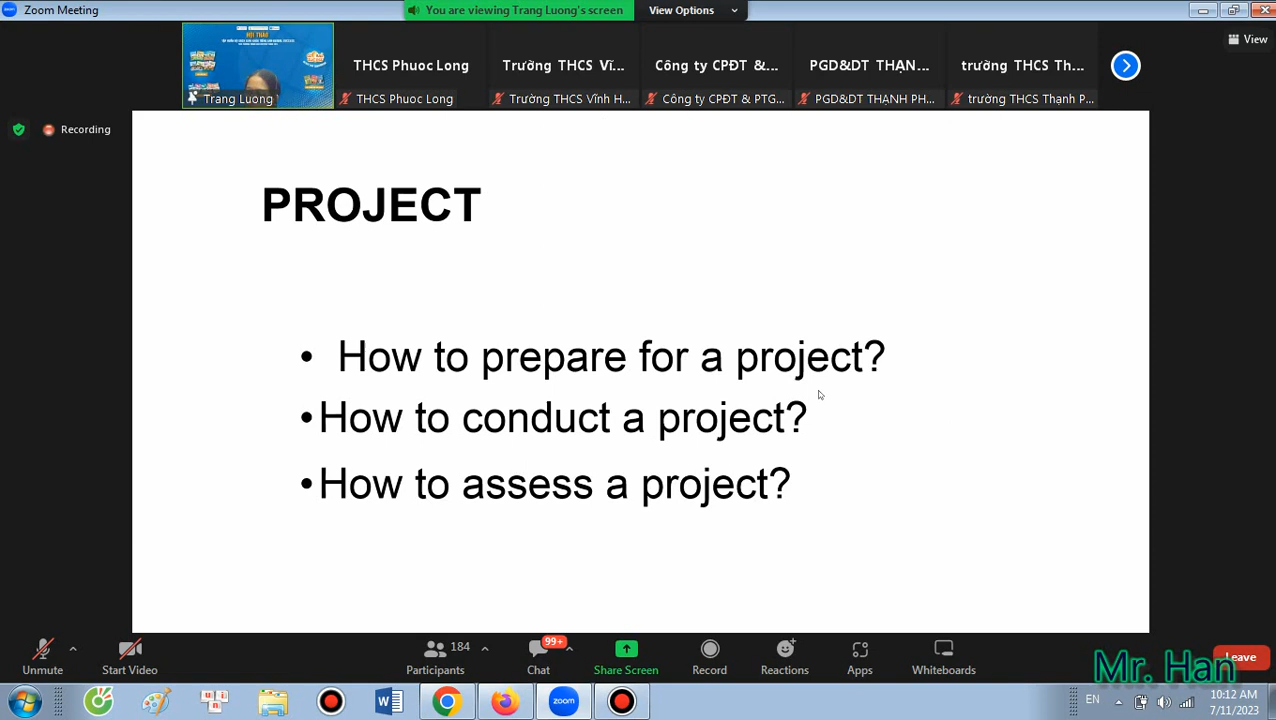 Zoom Meeting
You are viewing Trang Luong's screen
View Options
View
HỘI THẢO
Trang Luong
THCS Phuoc Long
THCS Phuoc Long
Trường THCS Vĩ...
Trường THCS Vĩnh H...
Công ty CPĐT &...
Công ty CPĐT & PTG...
PGD&DT THẠN...
PGD&DT THẠNH PH...
trường THCS Th...
trường THCS Thạnh P...
Recording
PROJECT
• How to prepare for a project?
•How to conduct a project?
•How to assess a project?
Unmute
Start Video
184
Participants
99+
Chat
Share Screen
Record
Reactions
Apps
Whiteboards
Leave
Mr. Han
EN
10:12 AM
7/11/2023